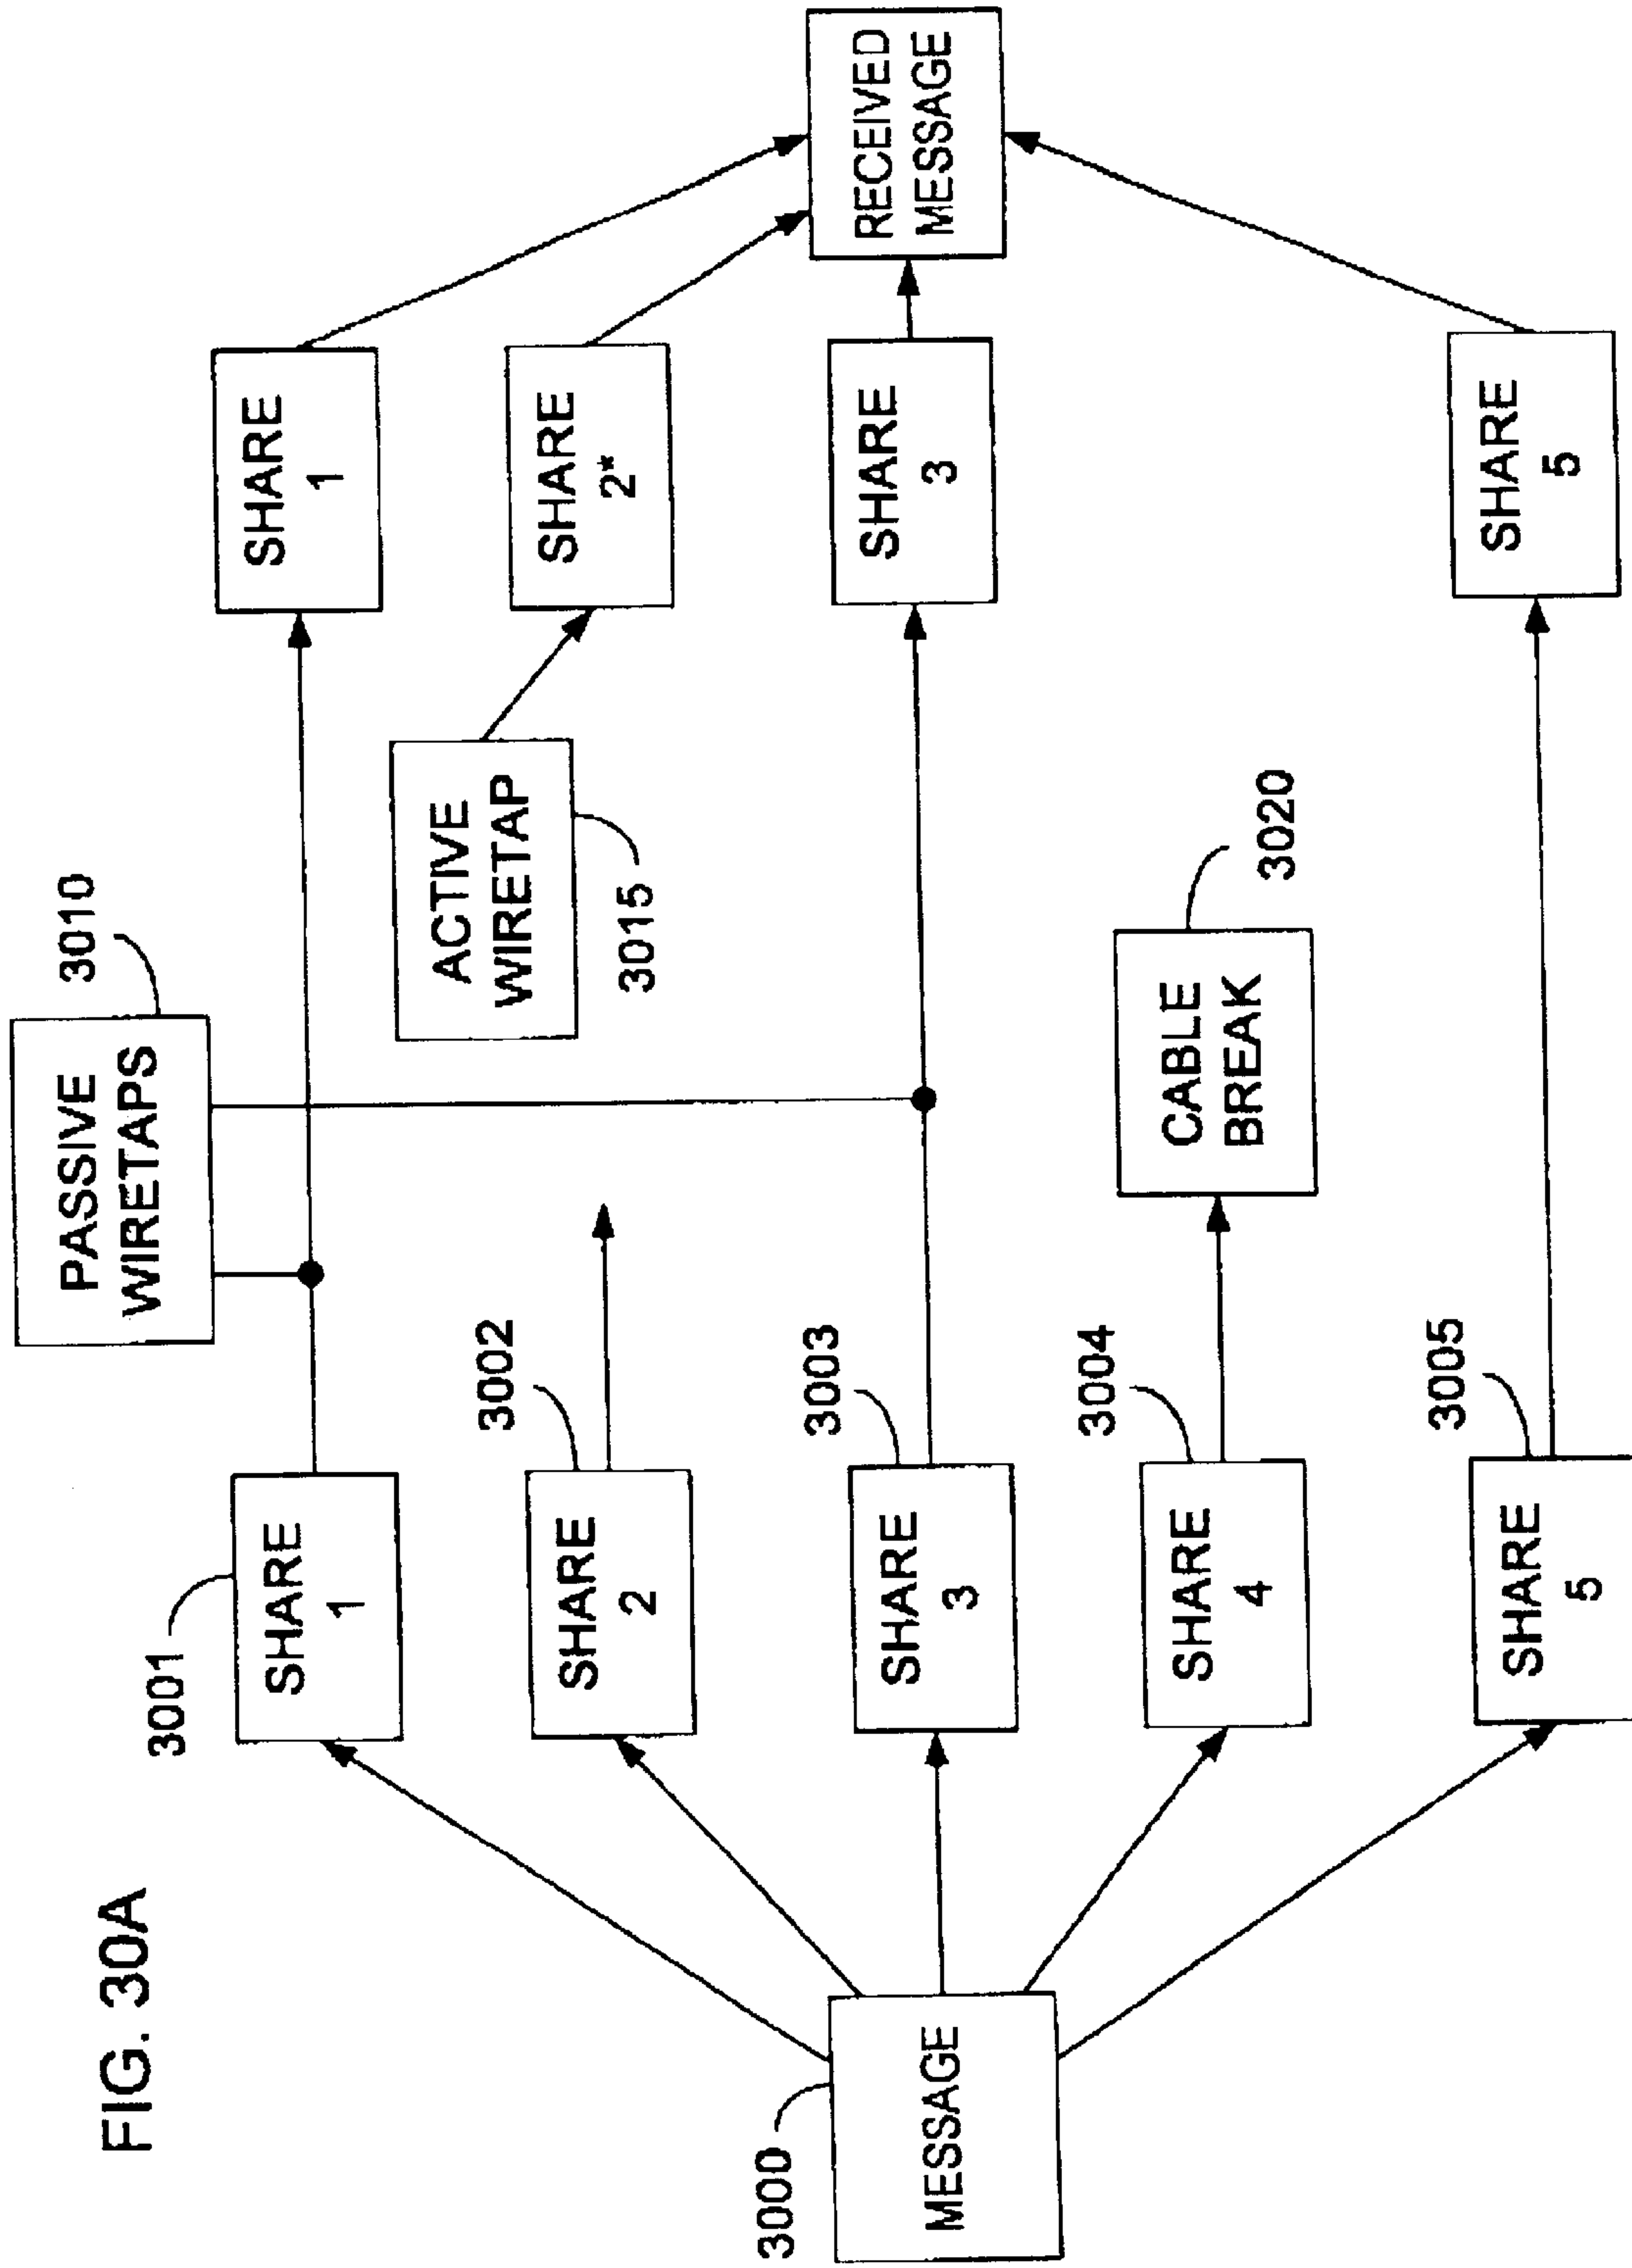 FIG. 30A
3000
MESSAGE
3001
SHARE
1
3002
SHARE
2
3003
SHARE
3
3004
SHARE
4
3005
SHARE
5
PASSIVE
WIRETAPS
3010
ACTIVE
WIRETAP
3015
CABLE
BREAK
3020
SHARE
1
SHARE
2*
SHARE
3
SHARE
5
RECEIVED
MESSAGE